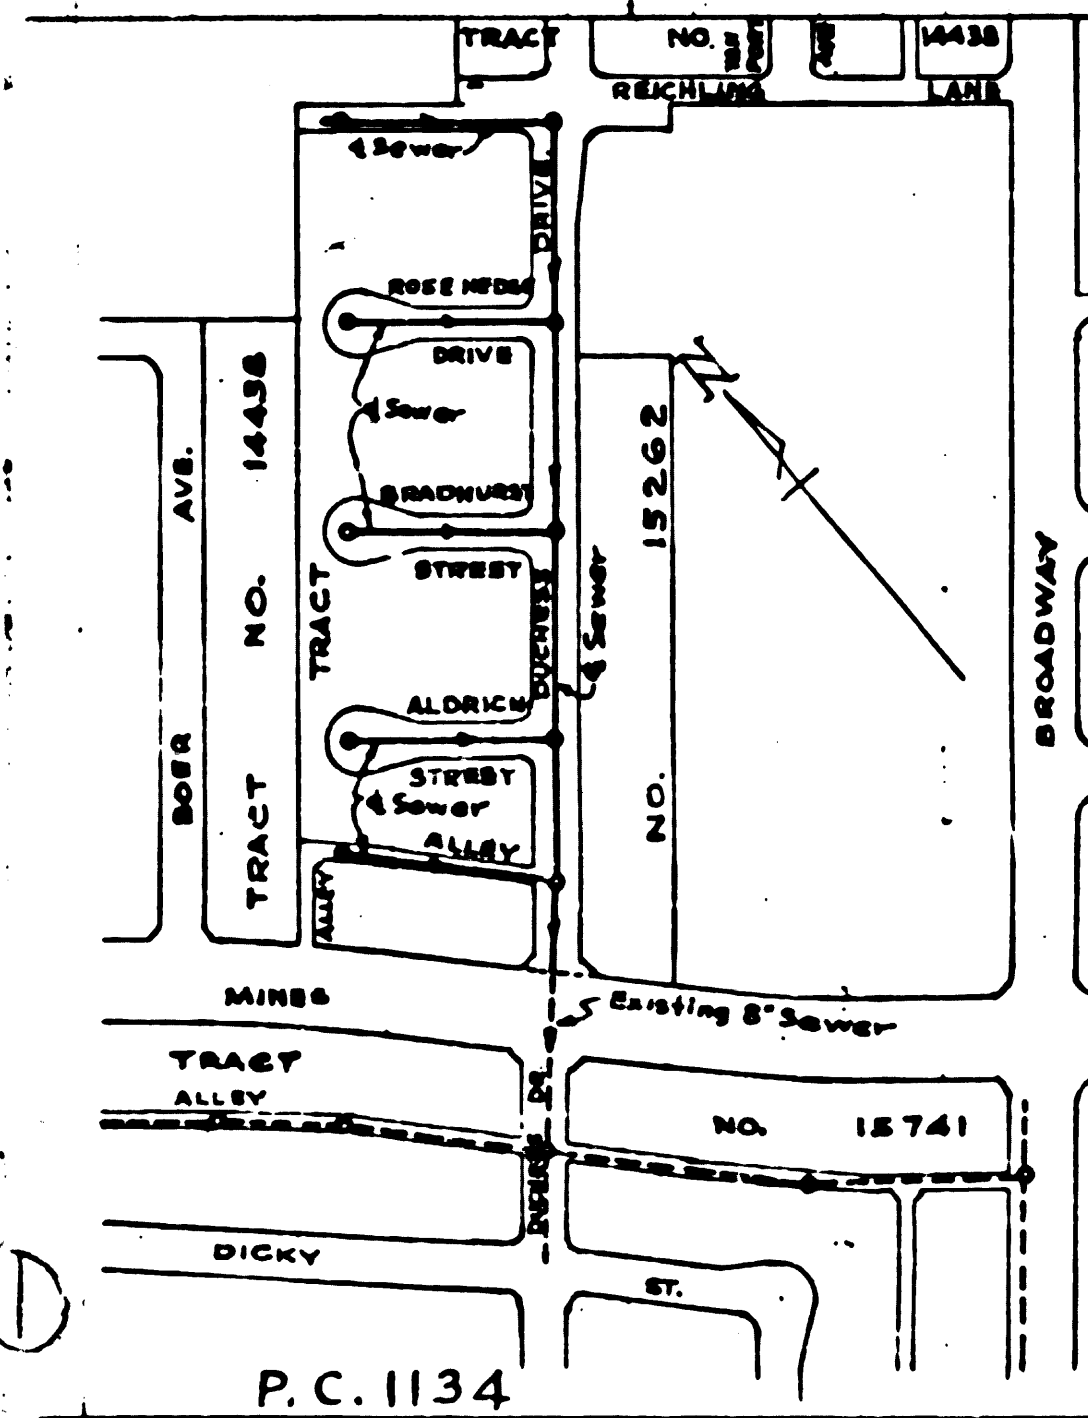 TRACT NO. 14438
REICHLING LANE
℄ Sewer
DRIVE
ROSE HEDGE
DRIVE
℄ Sewer
BRADHURST
STREET
DUCHESS
℄ Sewer
ALDRICH
STREET
℄ Sewer
ALLEY
ALLEY
BOER AVE.
TRACT NO. 14438
TRACT
NO. 15262
N
BROADWAY
MINES
Existing 8" Sewer
TRACT NO. 15741
ALLEY
DR.
DICKY ST.
P.C. 1134